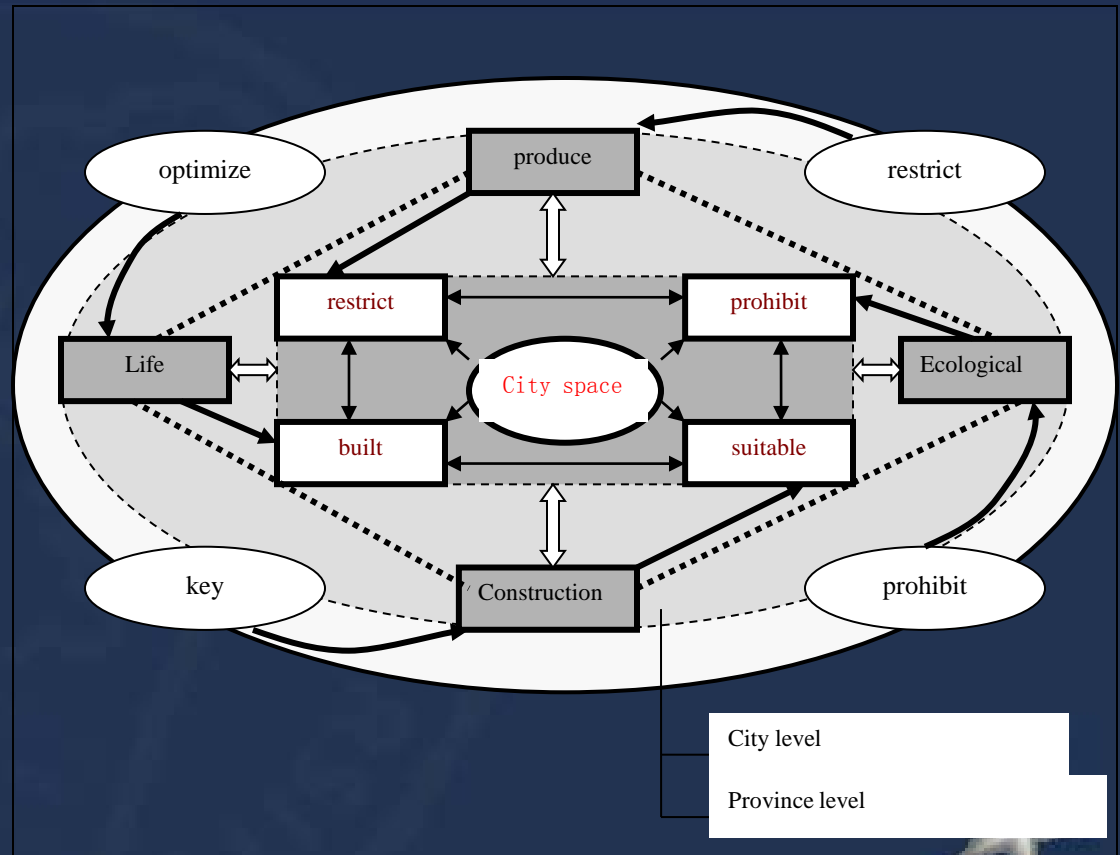 produce
optimize
restrict
restrict
prohibit
Life
City space
Ecological
built
suitable
key
Construction
prohibit
City level
Province level